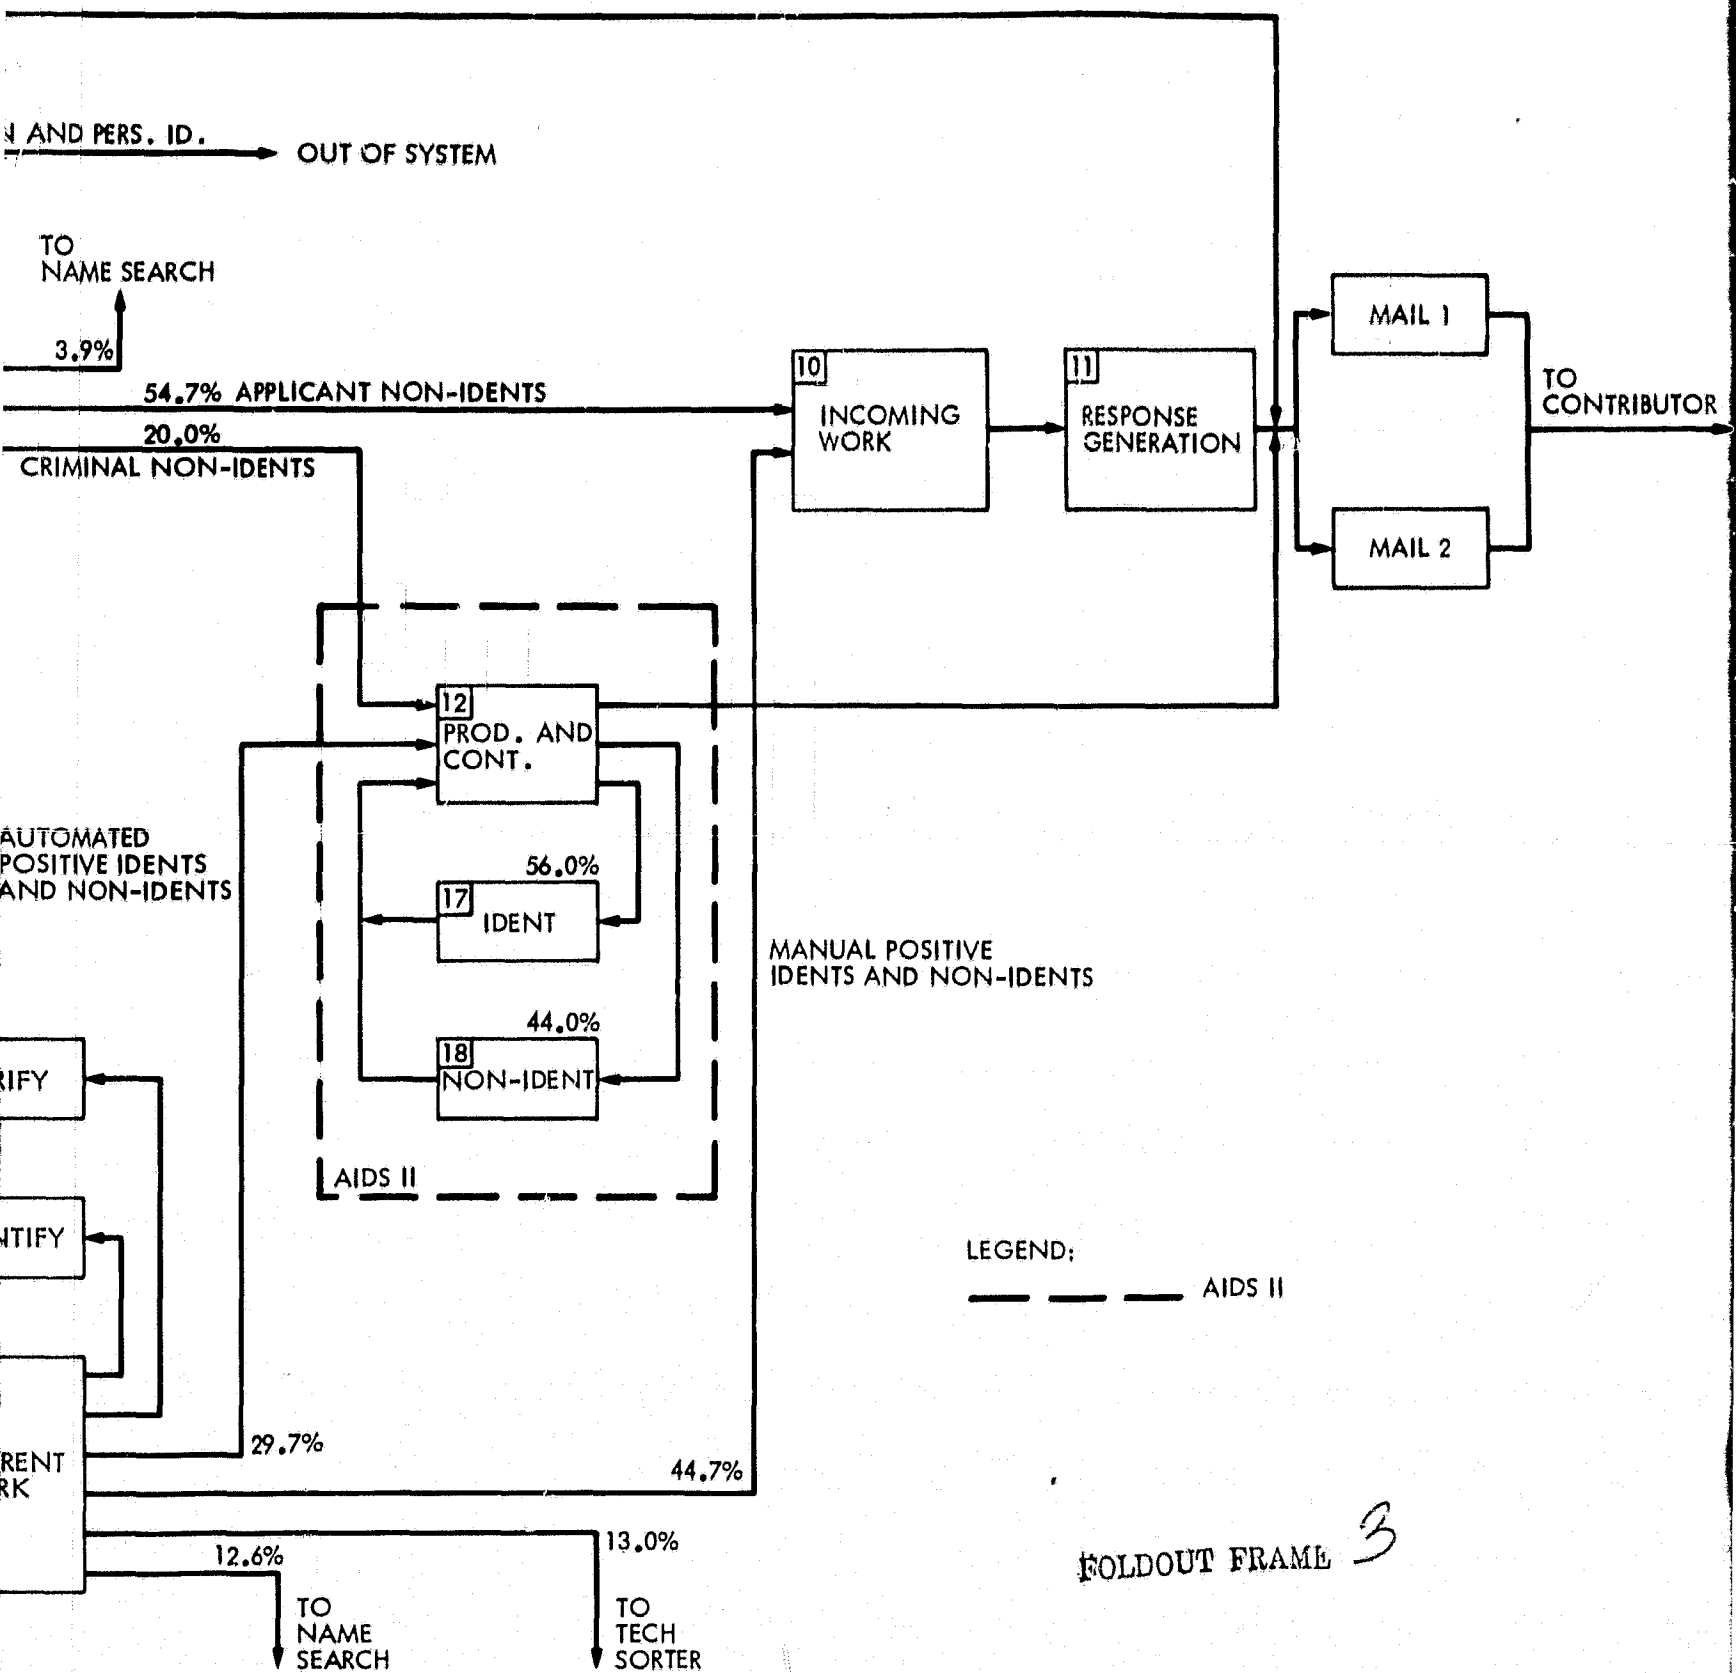 AND PERS. ID.
OUT OF SYSTEM
TO
NAME SEARCH
3.9%
54.7% APPLICANT NON-IDENTS
20.0%
CRIMINAL NON-IDENTS
10
INCOMING
WORK
11
RESPONSE
GENERATION
MAIL 1
MAIL 2
TO
CONTRIBUTOR
12
PROD. AND
CONT.
AUTOMATED
POSITIVE IDENTS
AND NON-IDENTS
56.0%
17
IDENT
MANUAL POSITIVE
IDENTS AND NON-IDENTS
44.0%
18
NON-IDENT
RIFY
AIDS II
NTIFY
LEGEND:
AIDS II
29.7%
RENT
RK
44.7%
13.0%
12.6%
TO
NAME
SEARCH
TO
TECH
SORTER
FOLDOUT FRAME 3